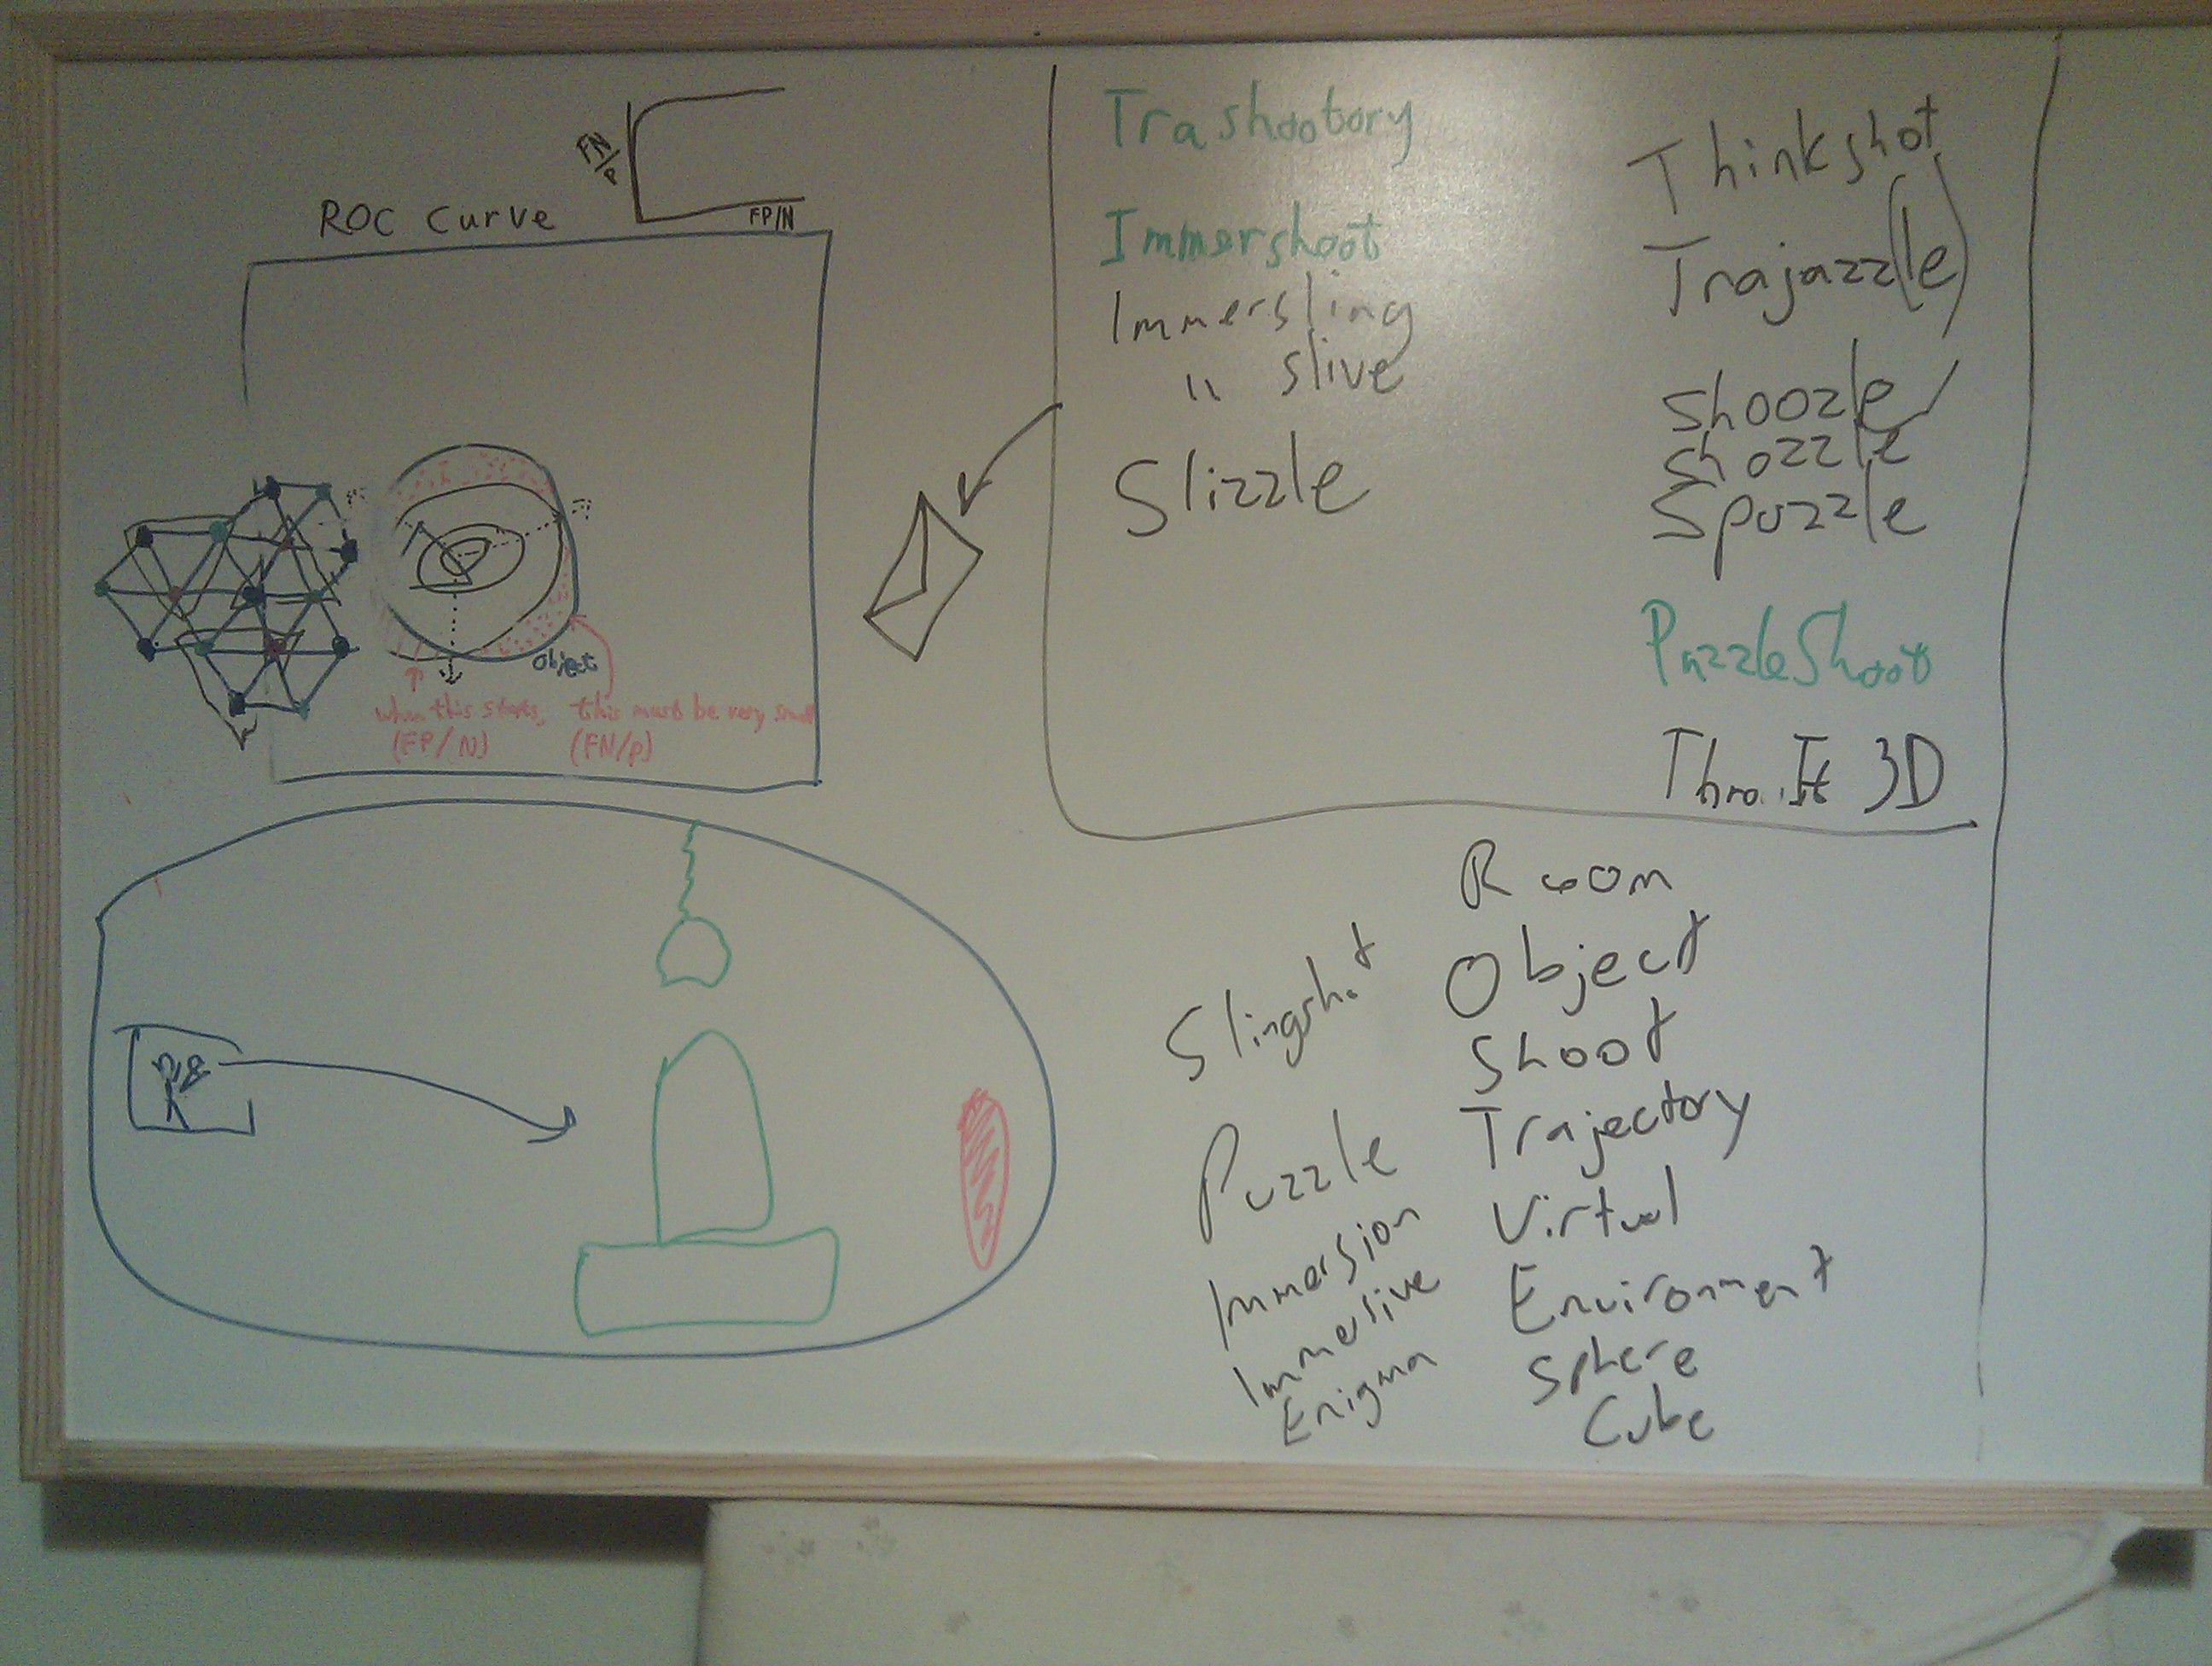 FN/P
FP/N
ROC Curve
Object
when this starts, this must be very small
(FP/N) (FN/P)
Trashootory
Immershoot
Immersling
" slive
Slizzle
Thinkshot
Trajazz(le)
Shoozle
Shozzle
Spuzzle
PuzzleShoot
3D
Slingshot
Puzzle
Immersion
Immersive
Enigma
Room
Object
Shoot
Trajectory
Virtual
Environment
Sphere
Cube